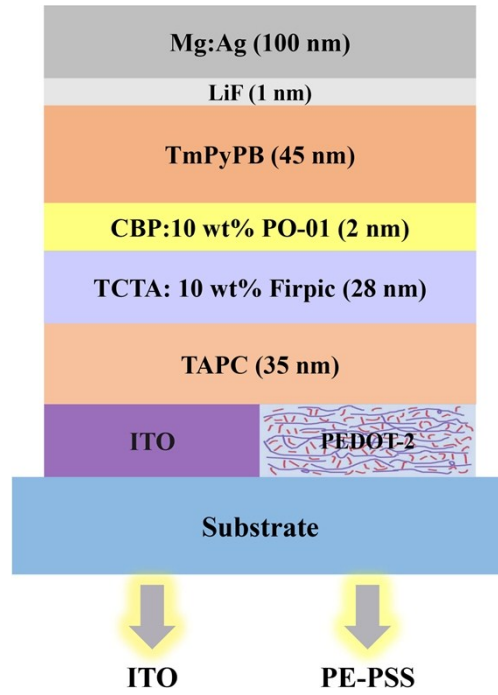 Mg:Ag (100 nm)
LiF (1 nm)
TmPyPB (45 nm)
CBP:10 wt% PO-01 (2 nm)
TCTA: 10 wt% Firpic (28 nm)
TAPC (35 nm)
ITO PEDOT-2
Substrate
ITO PE-PSS